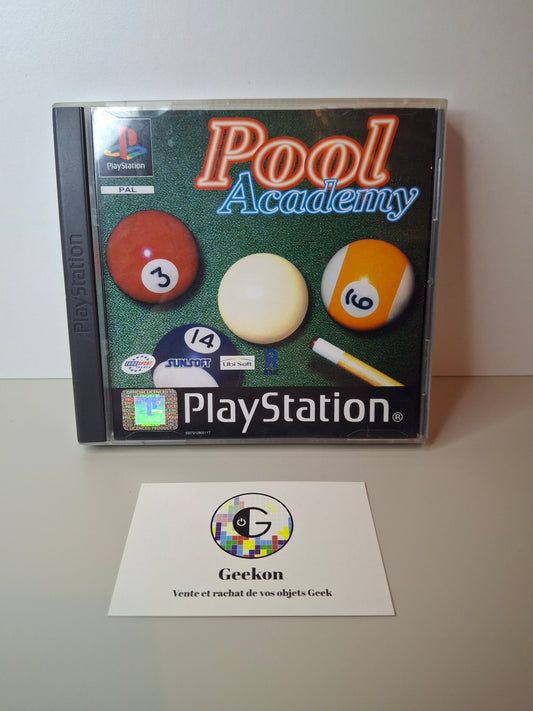 PlayStation
PAL
Pool
Academy
PlayStation
3
9
14
SUNSOFT
Ubi Soft
PlayStation®
G
Geekon
Vente et rachat de vos objets Geek